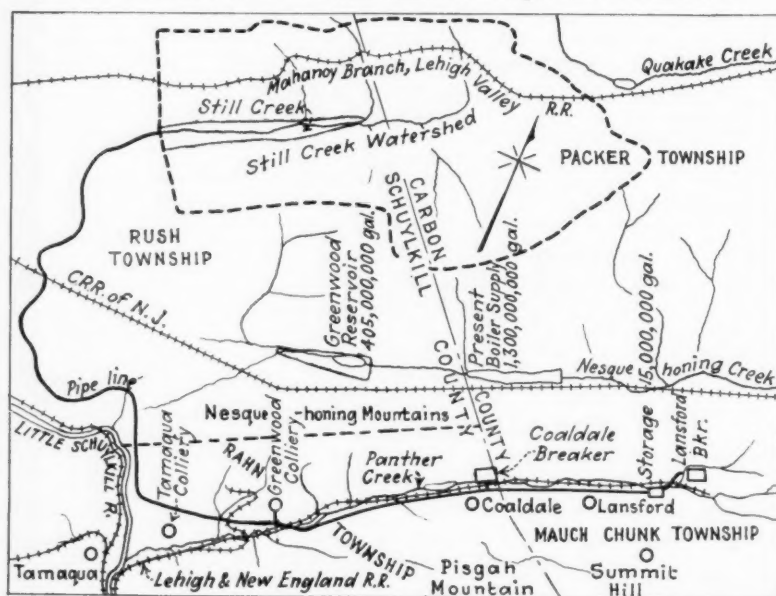 Quakake Creek
Mahanoy Branch, Lehigh Valley
R.R.
Still Creek
Still Creek Watershed
PACKER TOWNSHIP
CARBON
SCHUYLKILL
COUNTY
COUNTY
RUSH
TOWNSHIP
C.R.R. of N. J.
Greenwood
Reservoir
405,000,000 gal.
Present
Boiler Supply
1,300,000,000 gal.
15,000,000 gal.
Storage
Nesque honing Creek
Pipe line
Nesque -honing Mountains
LITTLE SCHUYLKILL R.
Tamaqua
Colliery
RAHN
TOWNSHIP
Greenwood
Colliery
Panther
Creek
Coaldale
Breaker
Lansford
Bkr.
Coaldale
Lansford
MAUCH CHUNK TOWNSHIP
Tamaqua
Lehigh & New England R.R.
Pisgah
Mountain
Summit
Hill